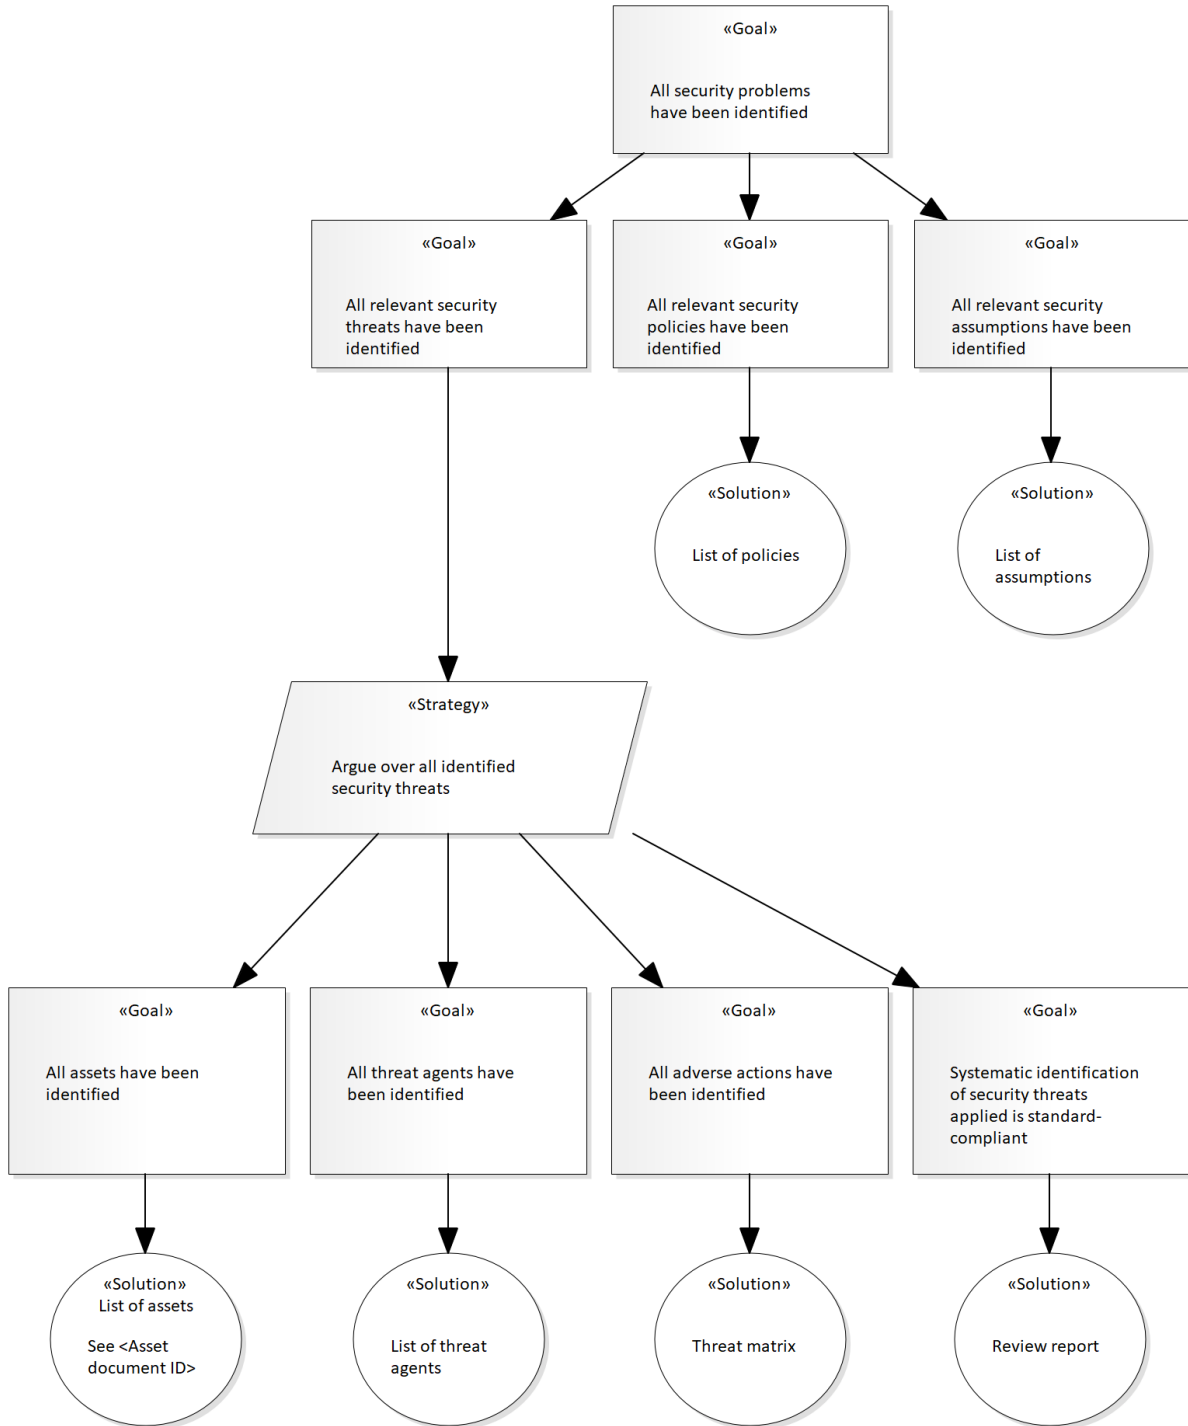 «Goal»
All security problems
have been identified
«Goal»
All relevant security
threats have been
identified
«Goal»
All relevant security
policies have been
identified
«Goal»
All relevant security
assumptions have been
identified
«Solution»
List of policies
«Solution»
List of
assumptions
«Strategy»
Argue over all identified
security threats
«Goal»
All assets have been
identified
«Goal»
All threat agents have
been identified
«Goal»
All adverse actions have
been identified
«Goal»
Systematic identification
of security threats
applied is standard-
compliant
«Solution»
List of assets
See <Asset
document ID>
«Solution»
List of threat
agents
«Solution»
Threat matrix
«Solution»
Review report